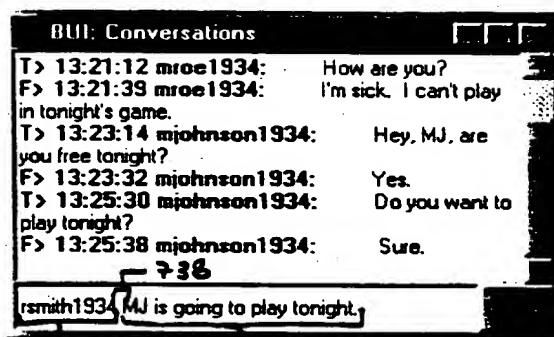 BUI: Conversations
T> 13:21:12 mroe1934: How are you?
F> 13:21:39 mroe1934: I'm sick. I can't play
in tonight's game.
T> 13:23:14 mjohnson1934: Hey, MJ, are
you free tonight?
F> 13:23:32 mjohnson1934: Yes.
T> 13:25:30 mjohnson1934: Do you want to
play tonight?
F> 13:25:38 mjohnson1934: Sure.
738
rsmith1934 MJ is going to play tonight.